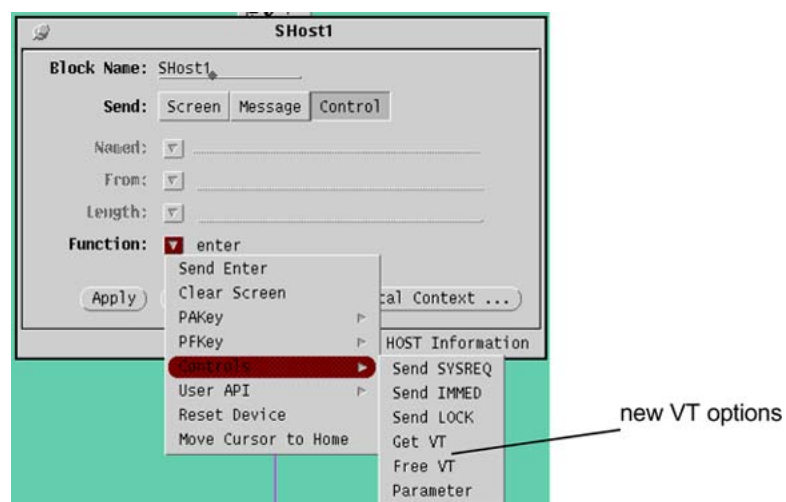 SHost1
Block Name: SHost1
Send: Screen Message Control
Named:
From:
Length:
Function: enter
Send Enter
Clear Screen
PAKey
PFKey
Controls
User API
Reset Device
Move Cursor to Home
Apply
cal Context ...)
HOST Information
Send SYSREQ
Send IMMED
Send LOCK
Get VT
Free VT
Parameter
new VT options